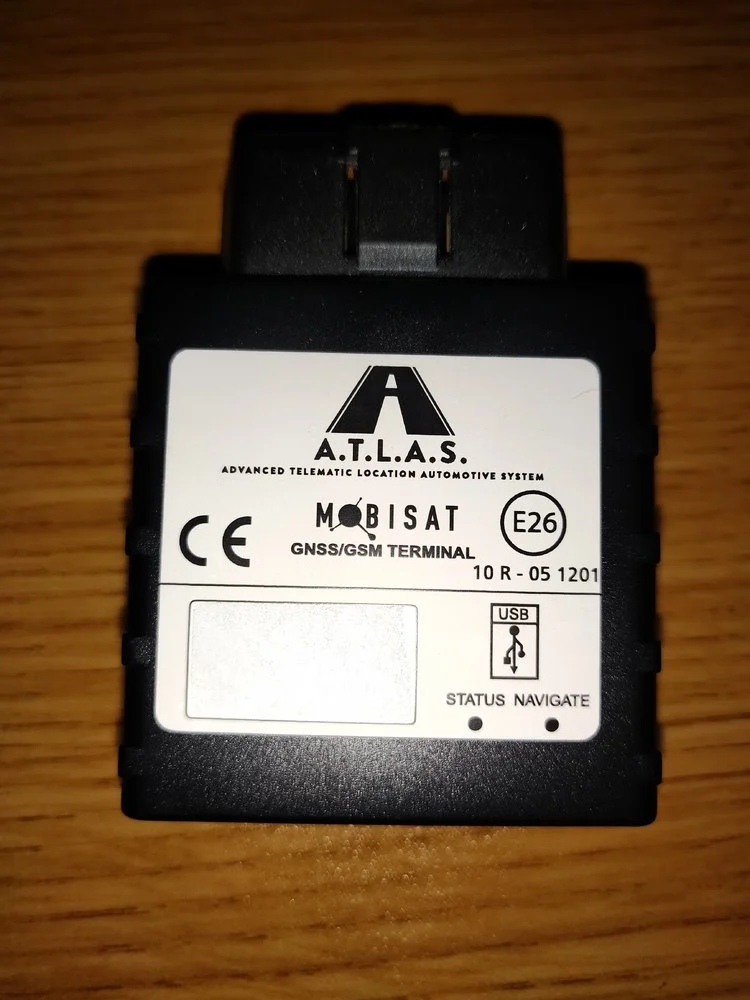 A.T.L.A.S.
ADVANCED TELEMATIC LOCATION AUTOMOTIVE SYSTEM
MOBISAT
GNSS/GSM TERMINAL
CE
E26
10 R - 05 1201
USB
STATUS NAVIGATE